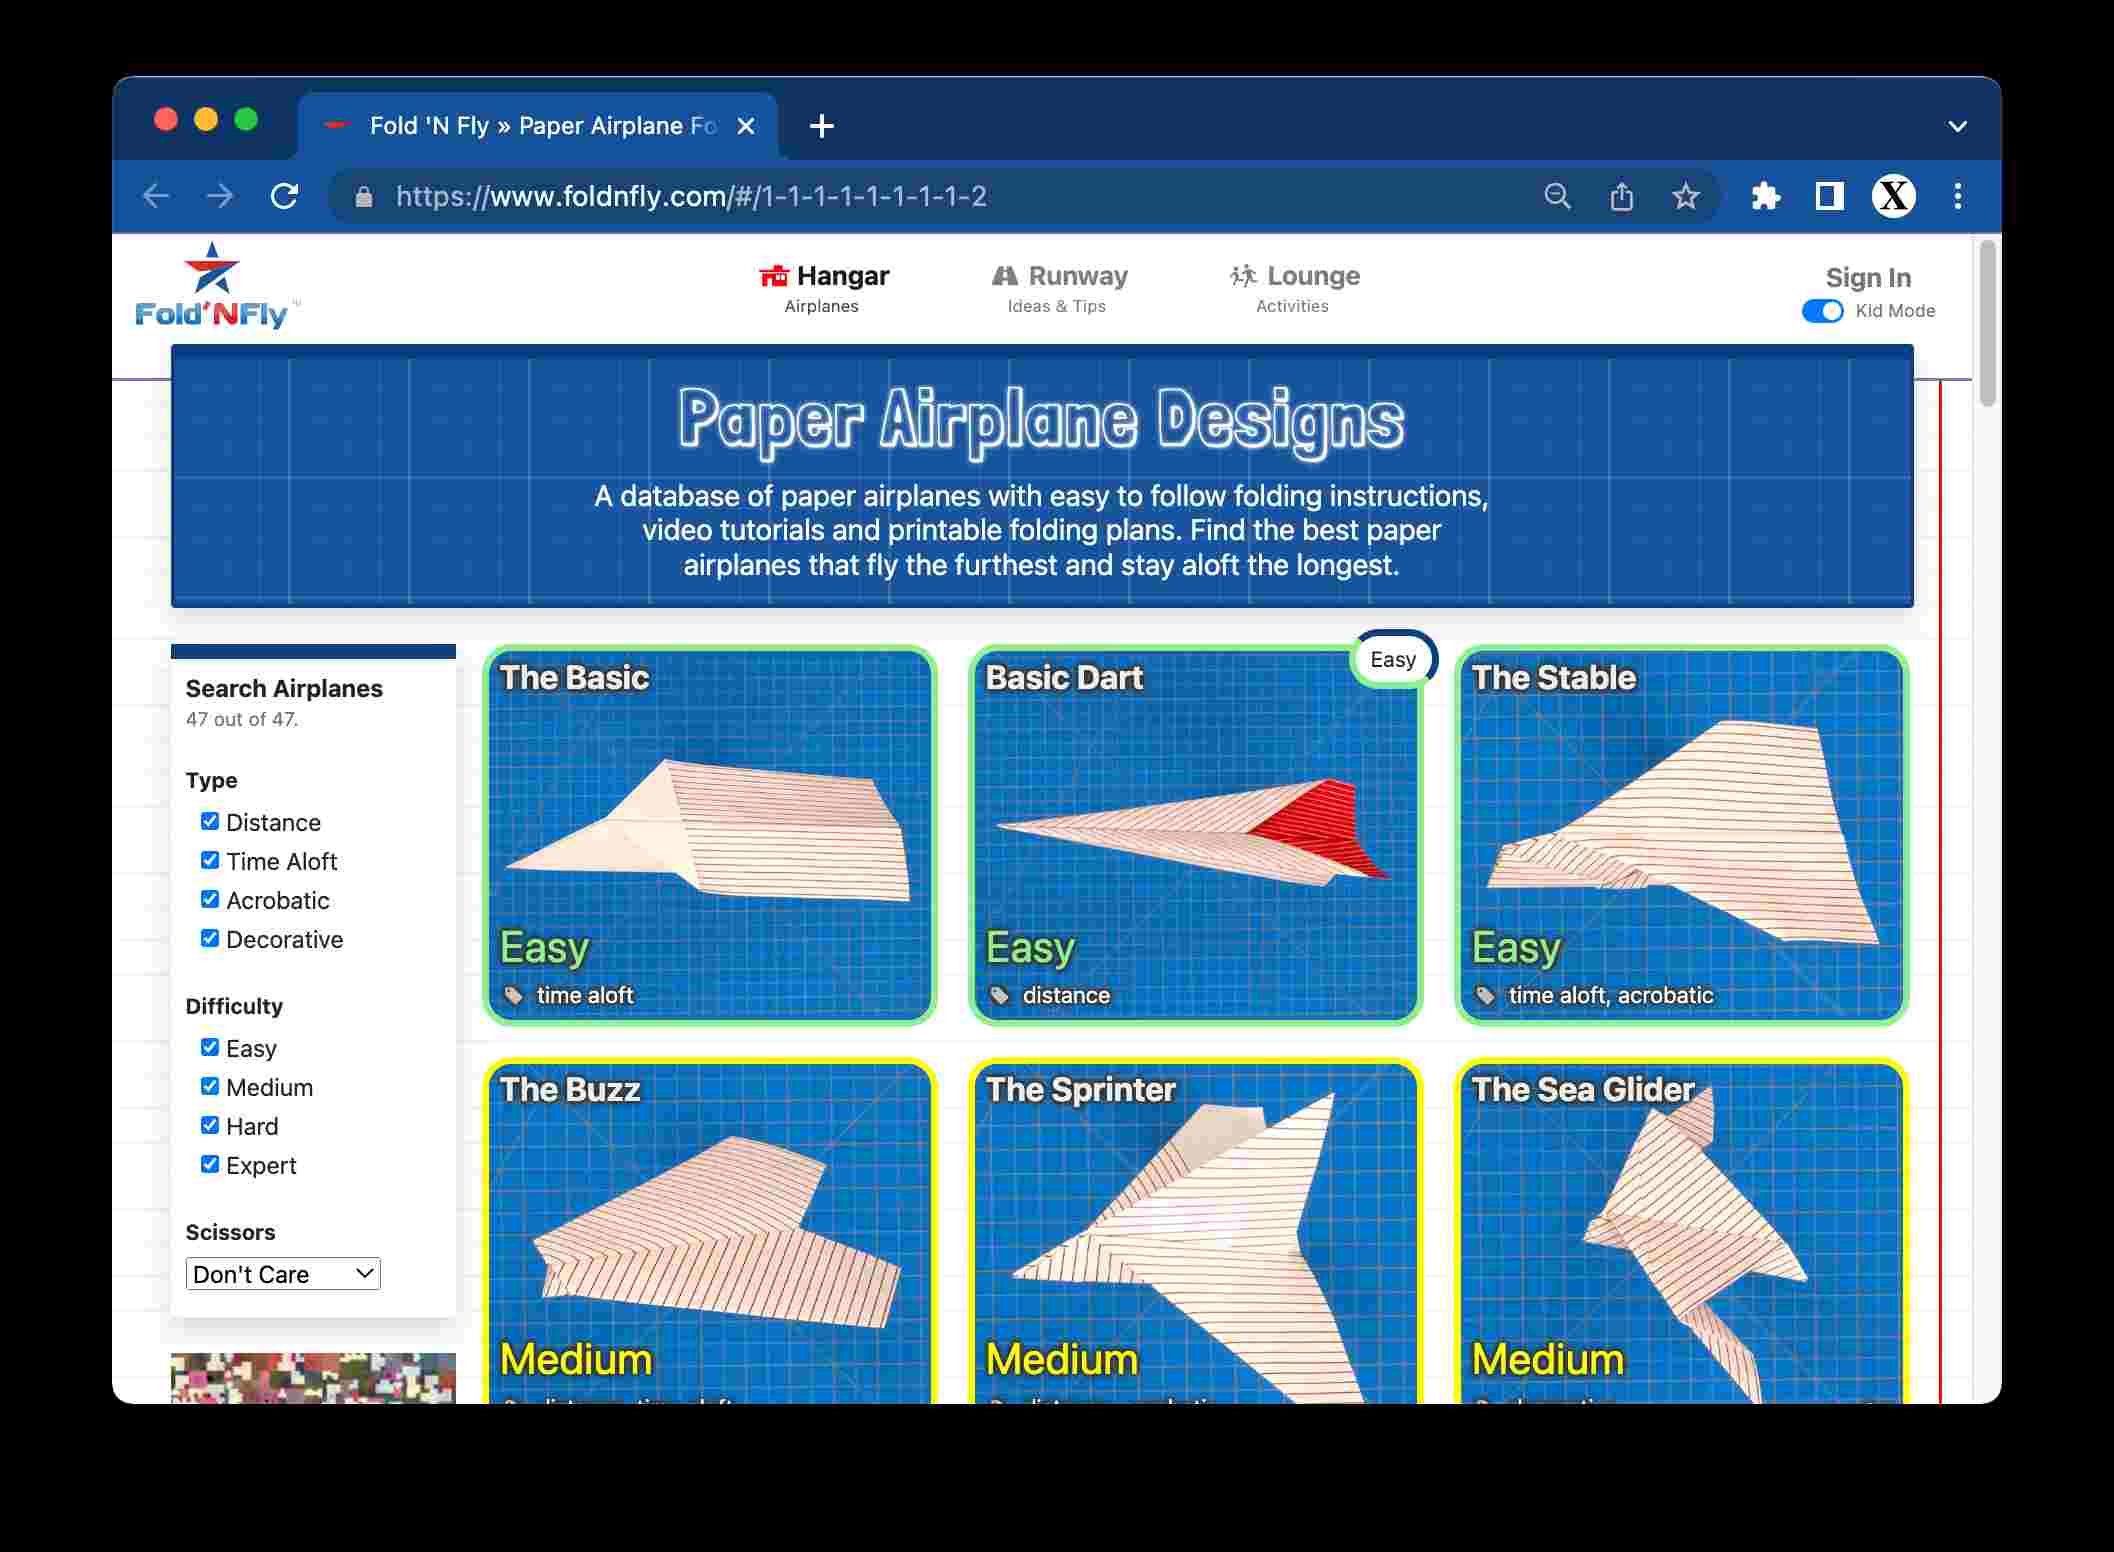 Fold 'N Fly » Paper Airplane Fo
https://www.foldnfly.com/#/1-1-1-1-1-1-1-1-2
Fold'NFly
Hangar
Airplanes
Runway
Ideas & Tips
Lounge
Activities
Sign In
Kid Mode
Paper Airplane Designs
A database of paper airplanes with easy to follow folding instructions,
video tutorials and printable folding plans. Find the best paper
airplanes that fly the furthest and stay aloft the longest.
Search Airplanes
47 out of 47.
Type
Distance
Time Aloft
Acrobatic
Decorative
Difficulty
Easy
Medium
Hard
Expert
Scissors
Don't Care
The Basic
Easy
time aloft
Basic Dart
Easy
Easy
distance
The Stable
Easy
time aloft, acrobatic
The Buzz
Medium
The Sprinter
Medium
The Sea Glider
Medium